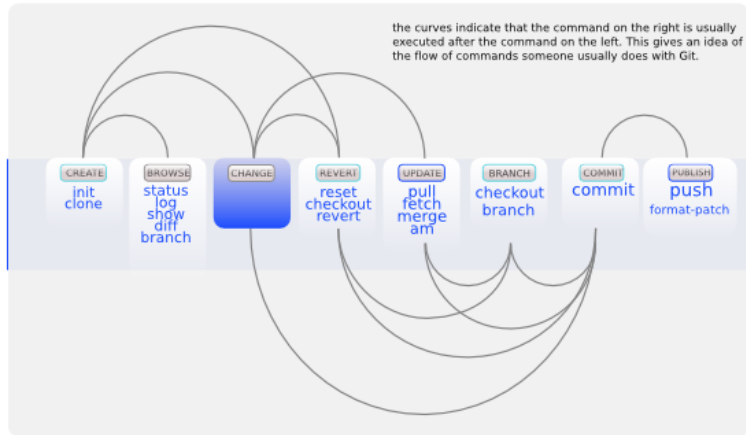 the curves indicate that the command on the right is usually
executed after the command on the left. This gives an idea of
the flow of commands someone usually does with Git.
CREATE
init
clone
BROWSE
status
log
show
diff
branch
CHANGE
REVERT
reset
checkout
revert
UPDATE
pull
fetch
merge
am
BRANCH
checkout
branch
COMMIT
commit
PUBLISH
push
format-patch